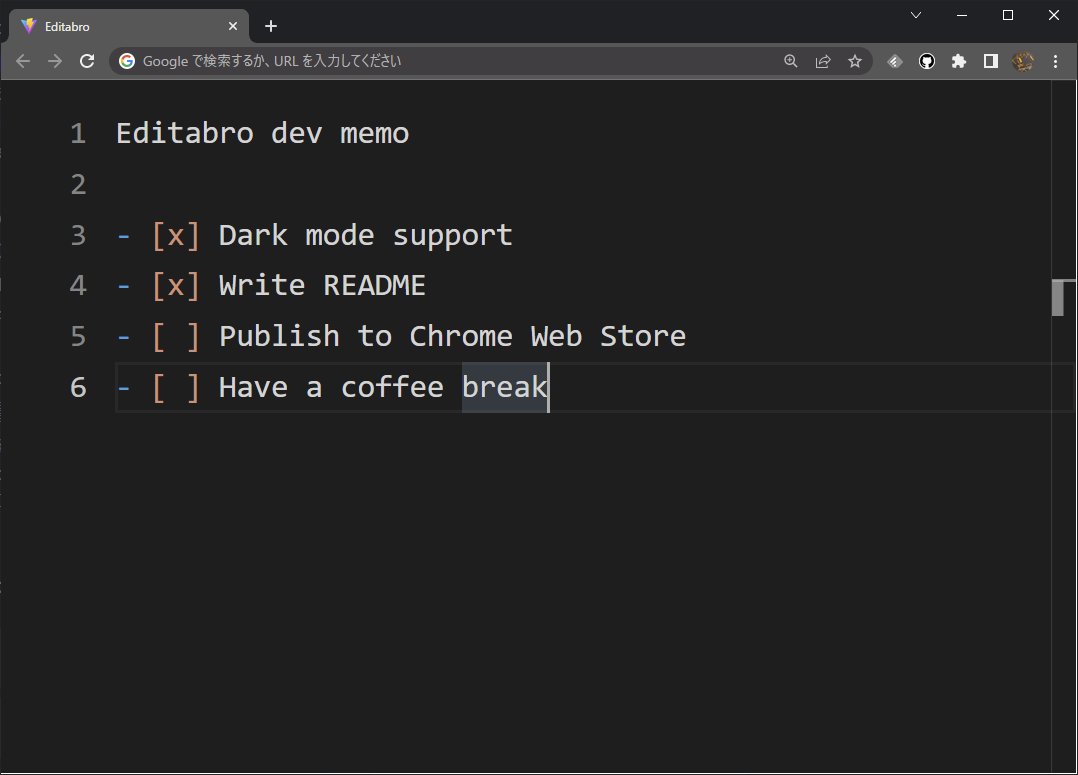 Editabro
Google で検索するか、URL を入力してください
1 Editabro dev memo
2
3 - [x] Dark mode support
4 - [x] Write README
5 - [ ] Publish to Chrome Web Store
6 - [ ] Have a coffee break